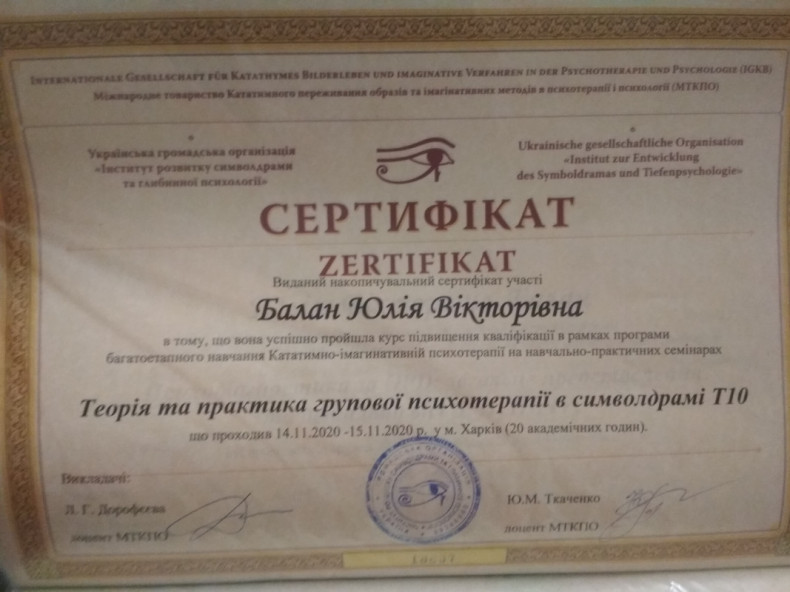 INTERNATIONALE GESELLSCHAFT FÜR KATATHYMES BILDERLEBEN UND IMAGINATIVE VERFAHREN IN DER PSYCHOTHERAPIE UND PSYCHOLOGIE (IGKB)
Міжнародне товариство Кататимного переживання образів та імагінативних методів в психотерапії і психології (МТКПО)
Українська громадська організація
«Інститут розвитку символдрами
та глибинної психології»
Ukrainische gesellschaftliche Organisation
«Institut zur Entwicklung
des Symboldramas und Tiefenpsychologie»
СЕРТИФІКАТ
ZERTIFIKAT
Виданий накопичувальний сертифікат участі
Балан Юлія Вікторівна
в тому, що вона успішно пройшла курс підвищення кваліфікації в рамках програми
багатоетапного навчання Кататимно-імагинативній психотерапії на навчально-практичних семінарах
Теорія та практика групової психотерапії в символдрамі Т10
що проходив 14.11.2020 -15.11.2020 р. у м. Харків (20 академічних годин).
Викладачі:
Л. Г. Дорофєєва
доцент МТКПО
Ю.М. Ткаченко
доцент МТКПО